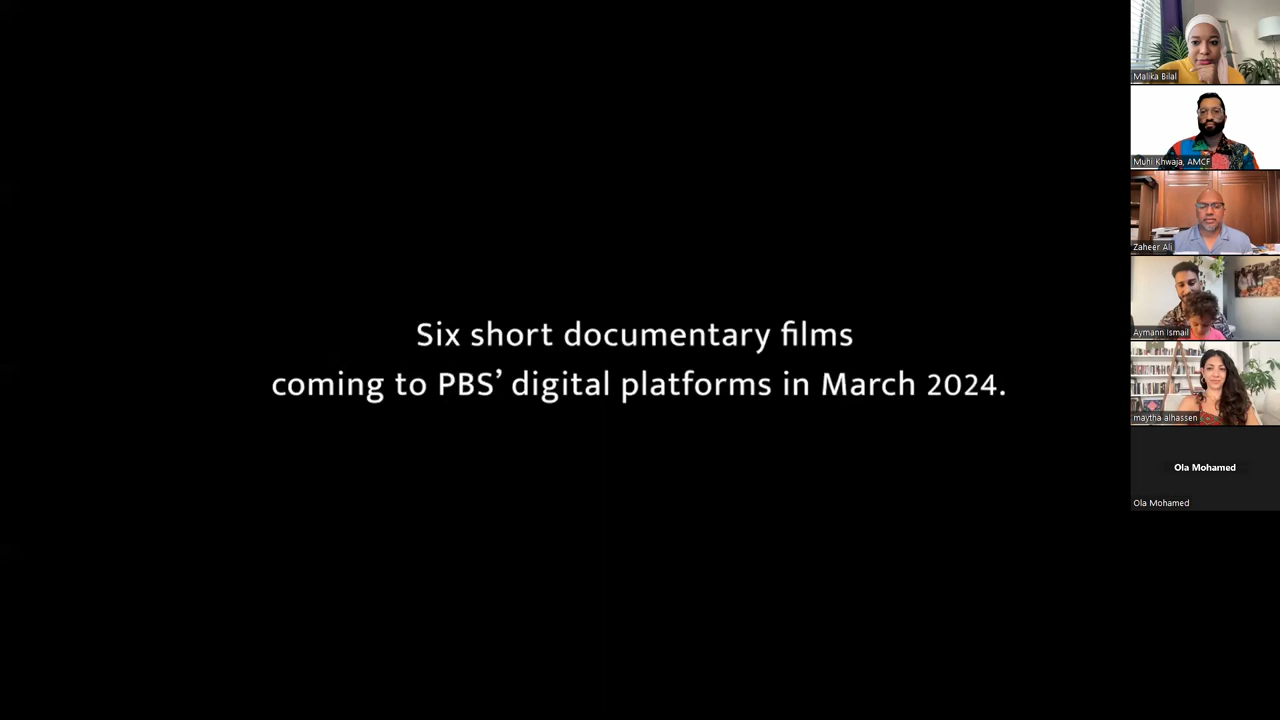 Six short documentary films
coming to PBS’ digital platforms in March 2024.
Malika Bilal
Muhi Khwaja, AMCF
Zaheer Ali
Aymann Ismail
maytha alhassen
Ola Mohamed
Ola Mohamed